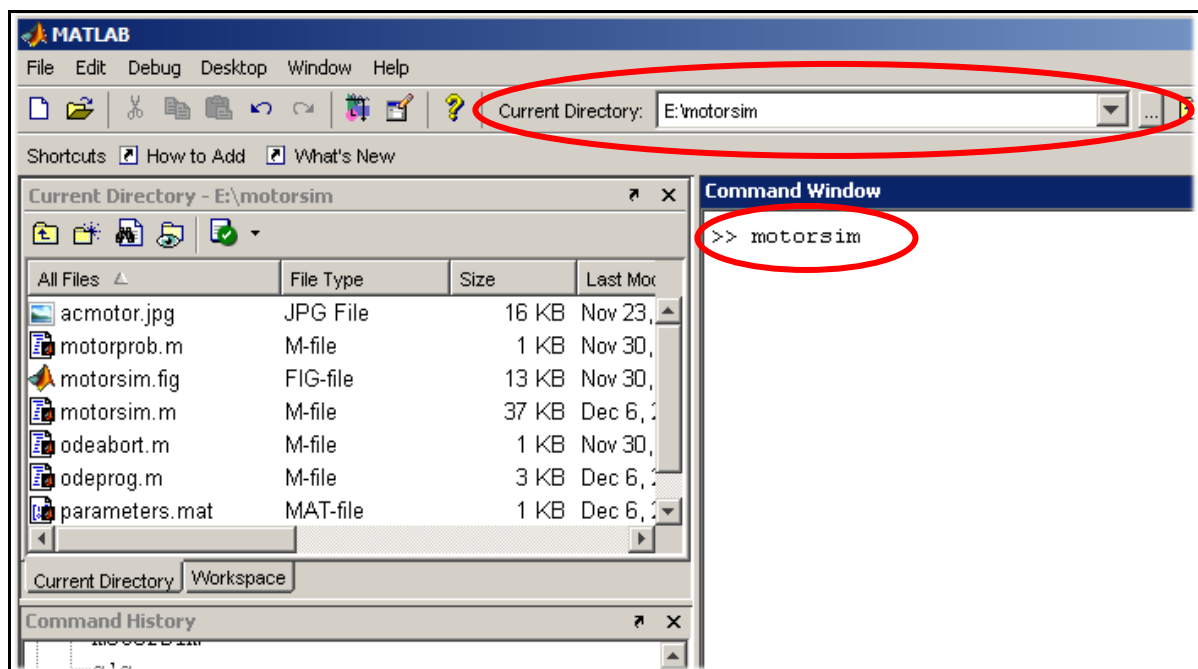 MATLAB
File Edit Debug Desktop Window Help
Current Directory: E:\motorsim ...
Shortcuts How to Add What's New
Current Directory - E:\motorsim
All Files File Type Size Last Mod
acmotor.jpg JPG File 16 KB Nov 23,
motorprob.m M-file 1 KB Nov 30,
motorsim.fig FIG-file 13 KB Nov 30,
motorsim.m M-file 37 KB Dec 6,
odeabort.m M-file 1 KB Nov 30,
odeprog.m M-file 3 KB Dec 6,
parameters.mat MAT-file 1 KB Dec 6,
Current Directory Workspace
Command History
Command Window
>> motorsim